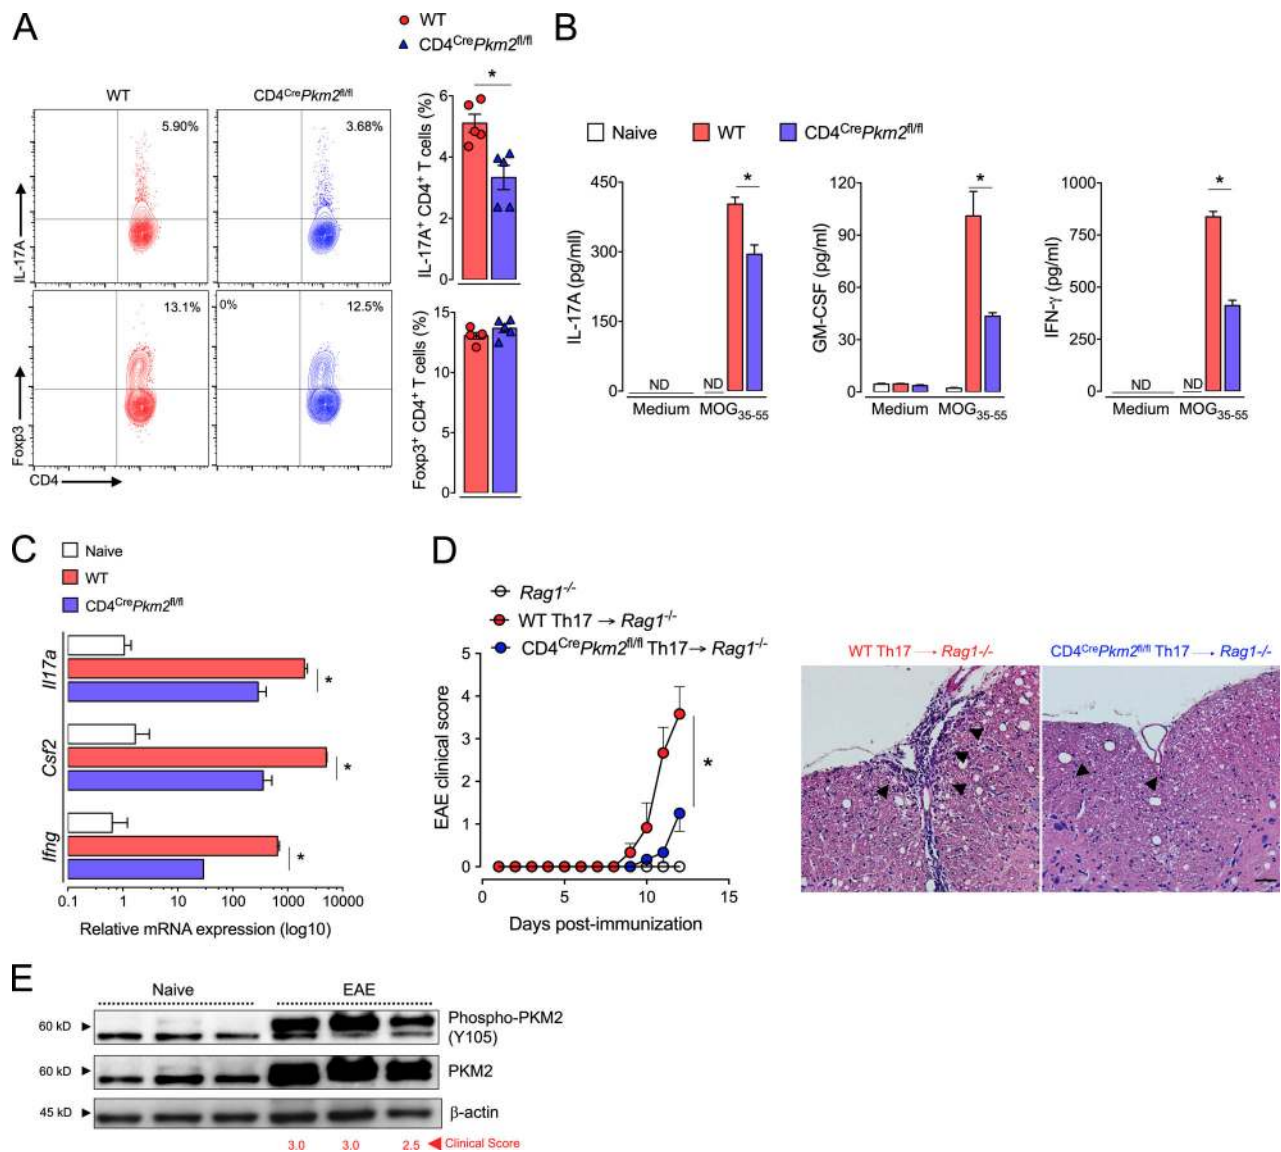 A
WT
CD4CrePkm2fl/fl
WT
CD4CrePkm2fl/fl
5.90%
3.68%
IL-17A
13.1%
0%
12.5%
Foxp3
CD4
*
IL-17A+ CD4+ T cells (%)
6
4
2
0
Foxp3+ CD4+ T cells (%)
15
10
5
0
B
Naive
WT
CD4CrePkm2fl/fl
IL-17A (pg/mll)
450
300
150
0
ND
ND
*
Medium
MOG35-55
GM-CSF (pg/ml)
120
90
60
30
0
*
Medium
MOG35-55
IFN-γ (pg/ml)
1000
750
500
250
0
ND
ND
*
Medium
MOG35-55
C
Naive
WT
CD4CrePkm2fl/fl
Il17a
*
Csf2
*
Ifng
*
0.1
1
10
100
1000
10000
Relative mRNA expression (log10)
D
Rag1-/-
WT Th17 → Rag1-/-
CD4CrePkm2fl/fl Th17→ Rag1-/-
EAE clinical score
5
4
3
2
1
0
*
0
5
10
15
Days post-immunization
WT Th17 → Rag1-/-
CD4CrePkm2fl/fl Th17 → Rag1-/-
E
Naive
EAE
60 kD
Phospho-PKM2
(Y105)
60 kD
PKM2
45 kD
β-actin
3.0
3.0
2.5
Clinical Score